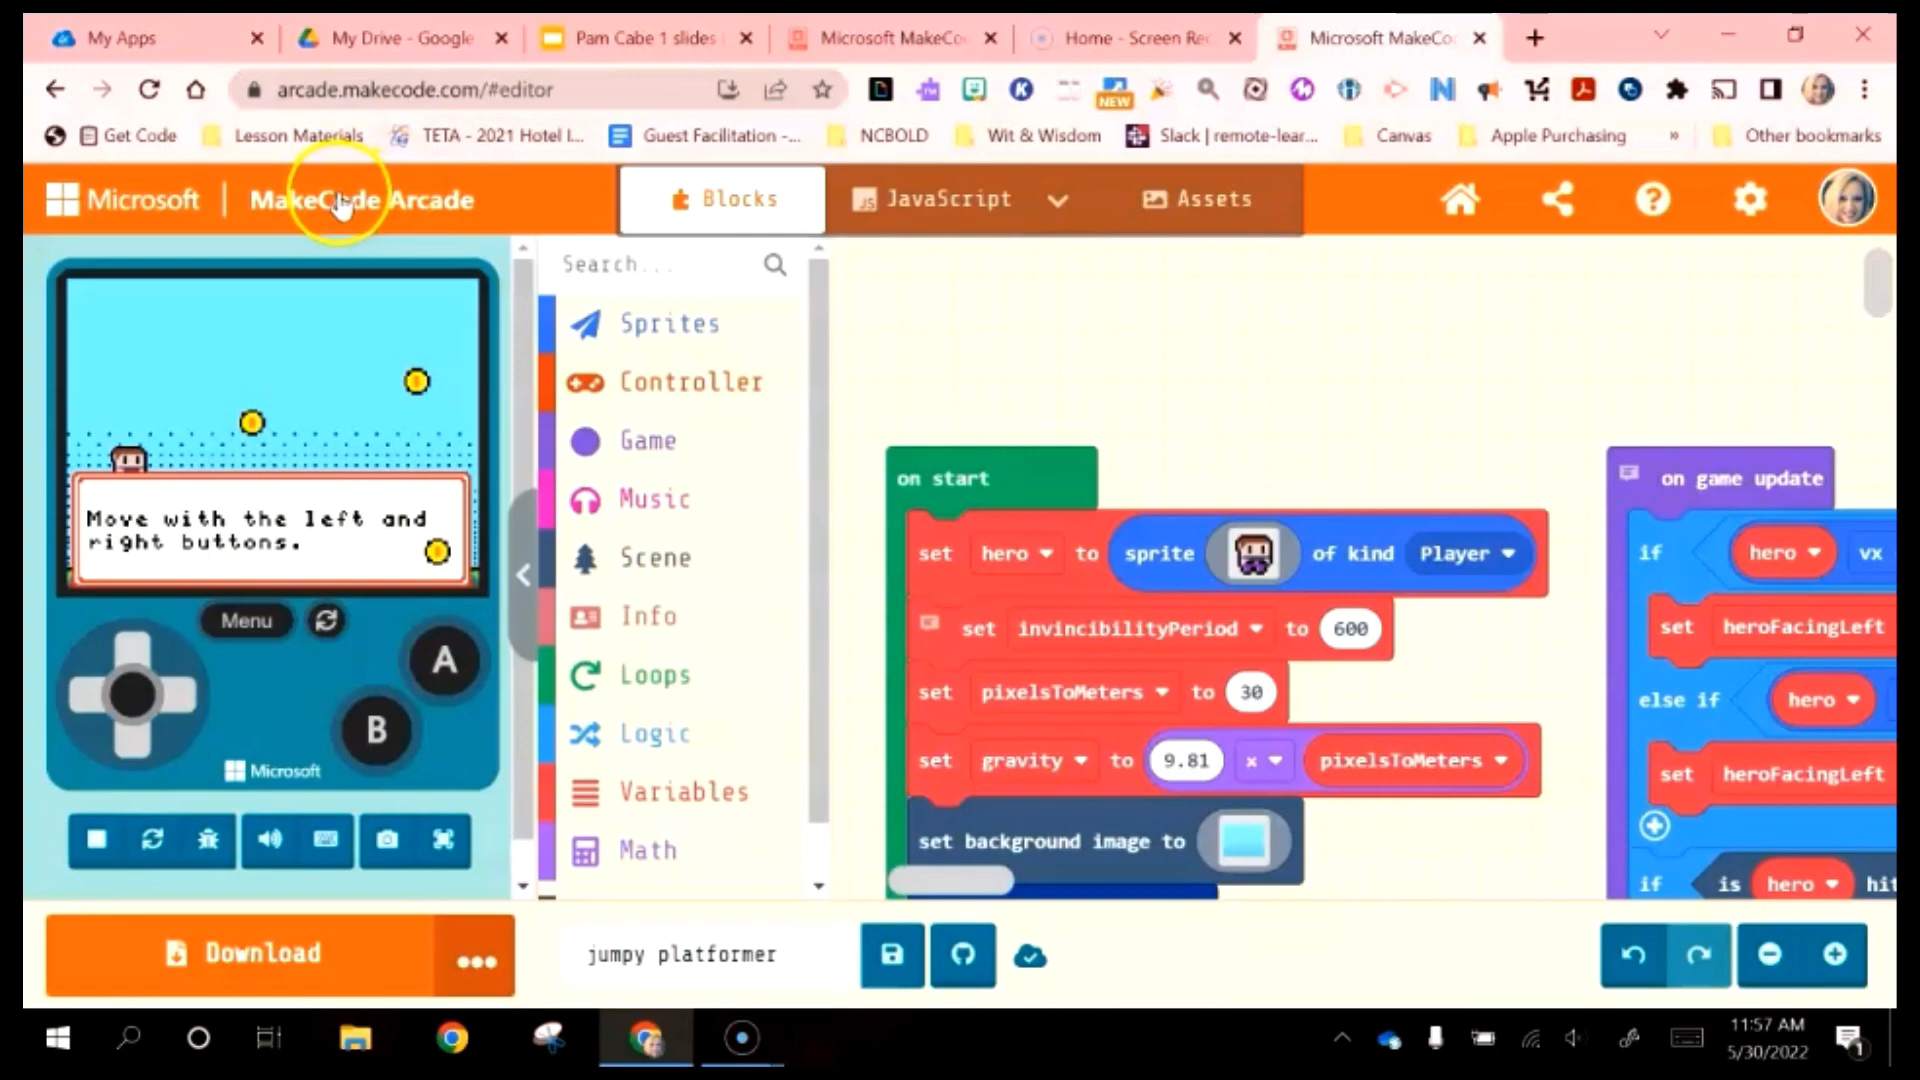 My Apps
My Drive - Google
Pam Cabe 1 slides
Microsoft MakeCo
Home - Screen Rec
Microsoft MakeCo
arcade.makecode.com/#editor
NEW
Get Code
Lesson Materials
TETA - 2021 Hotel I...
Guest Facilitation -...
NCBOLD
Wit & Wisdom
Slack | remote-lear...
Canvas
Apple Purchasing
»
Other bookmarks
Microsoft
MakeCode Arcade
Blocks
JavaScript
Assets
Search...
Sprites
Controller
Game
Music
Scene
Info
Loops
Logic
Variables
Math
Move with the left and
right buttons.
Menu
A
B
Microsoft
on start
set hero to sprite of kind Player
set invincibilityPeriod to 600
set pixelsToMeters to 30
set gravity to 9.81 x pixelsToMeters
set background image to
on game update
if hero vx
set heroFacingLeft
else if hero
set heroFacingLeft
if is hero hit
Download
jumpy platformer
11:57 AM
5/30/2022
1